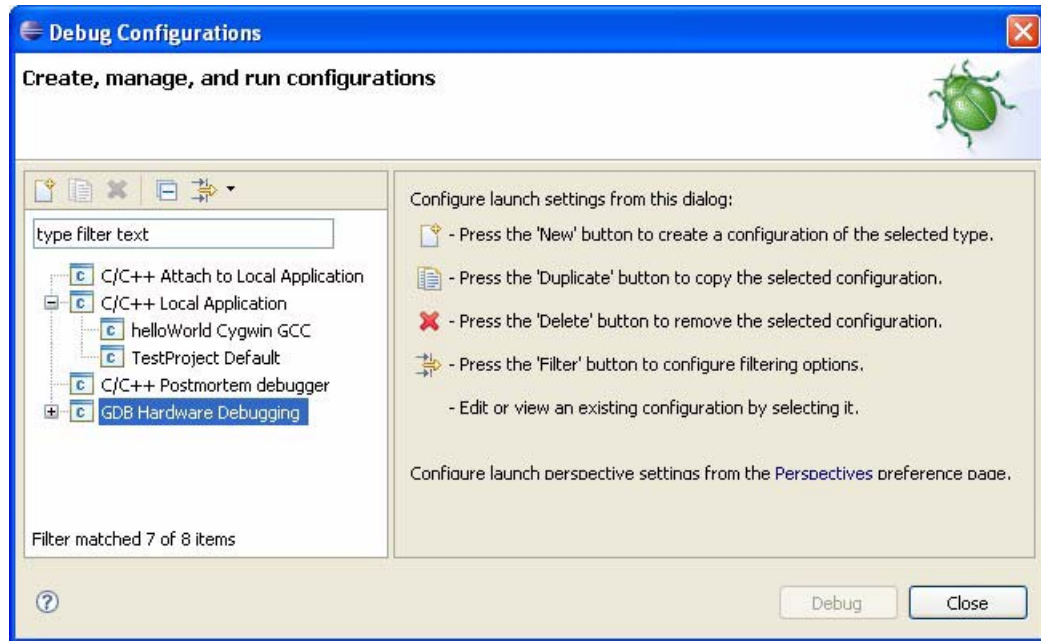 Debug Configurations
Create, manage, and run configurations
type filter text
C/C++ Attach to Local Application
C/C++ Local Application
helloWorld Cygwin GCC
TestProject Default
C/C++ Postmortem debugger
GDB Hardware Debugging
Filter matched 7 of 8 items
Configure launch settings from this dialog:
- Press the 'New' button to create a configuration of the selected type.
- Press the 'Duplicate' button to copy the selected configuration.
- Press the 'Delete' button to remove the selected configuration.
- Press the 'Filter' button to configure filtering options.
- Edit or view an existing configuration by selecting it.
Configure launch perspective settings from the Perspectives preference page.
Debug
Close